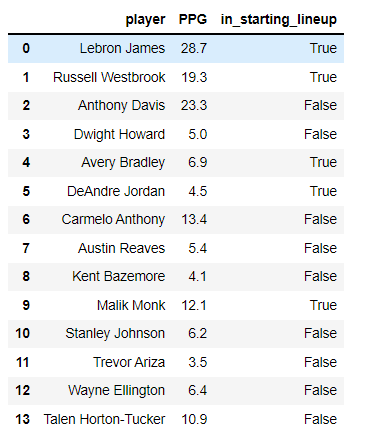 player PPG in_starting_lineup
0 Lebron James 28.7 True
1 Russell Westbrook 19.3 True
2 Anthony Davis 23.3 False
3 Dwight Howard 5.0 False
4 Avery Bradley 6.9 True
5 DeAndre Jordan 4.5 True
6 Carmelo Anthony 13.4 False
7 Austin Reaves 5.4 False
8 Kent Bazemore 4.1 False
9 Malik Monk 12.1 True
10 Stanley Johnson 6.2 False
11 Trevor Ariza 3.5 False
12 Wayne Ellington 6.4 False
13 Talen Horton-Tucker 10.9 False